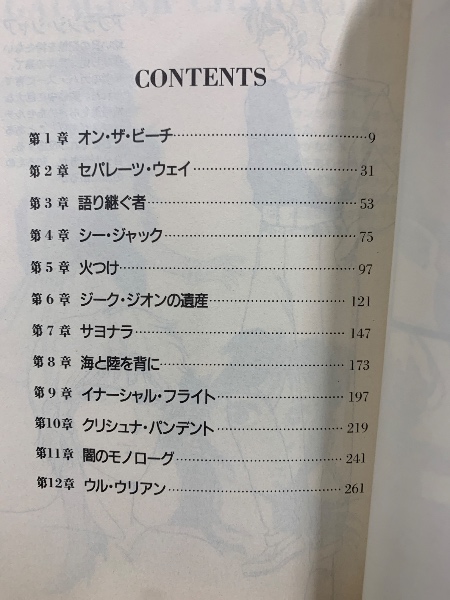 CONTENTS
第1章 オン・ザ・ビーチ……………………………9
第2章 セパレーツ・ウェイ……………………………31
第3章 語り継ぐ者……………………………53
第4章 シー・ジャック……………………………75
第5章 火つけ……………………………97
第6章 ジーク・ジオンの遺産……………………………121
第7章 サヨナラ……………………………147
第8章 海と陸を背に……………………………173
第9章 イナーシャル・フライト……………………………197
第10章 クリシュナ・パンデント……………………………219
第11章 闇のモノローグ……………………………241
第12章 ウル・ウリアン……………………………261